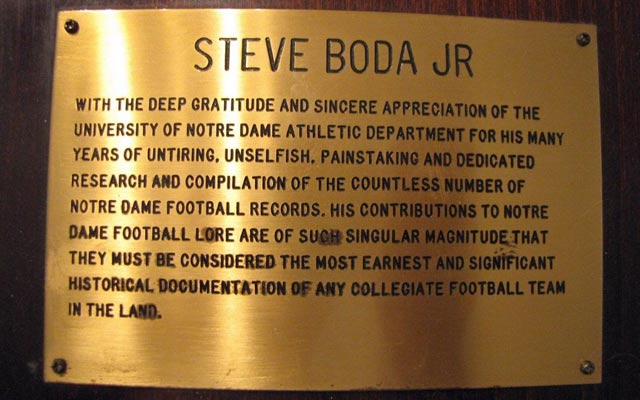 STEVE BODA JR
WITH THE DEEP GRATITUDE AND SINCERE APPRECIATION OF THE
UNIVERSITY OF NOTRE DAME ATHLETIC DEPARTMENT FOR HIS MANY
YEARS OF UNTIRING, UNSELFISH, PAINSTAKING AND DEDICATED
RESEARCH AND COMPILATION OF THE COUNTLESS NUMBER OF
NOTRE DAME FOOTBALL RECORDS. HIS CONTRIBUTIONS TO NOTRE
DAME FOOTBALL LORE ARE OF SUCH SINGULAR MAGNITUDE THAT
THEY MUST BE CONSIDERED THE MOST EARNEST AND SIGNIFICANT
HISTORICAL DOCUMENTATION OF ANY COLLEGIATE FOOTBALL TEAM
IN THE LAND.